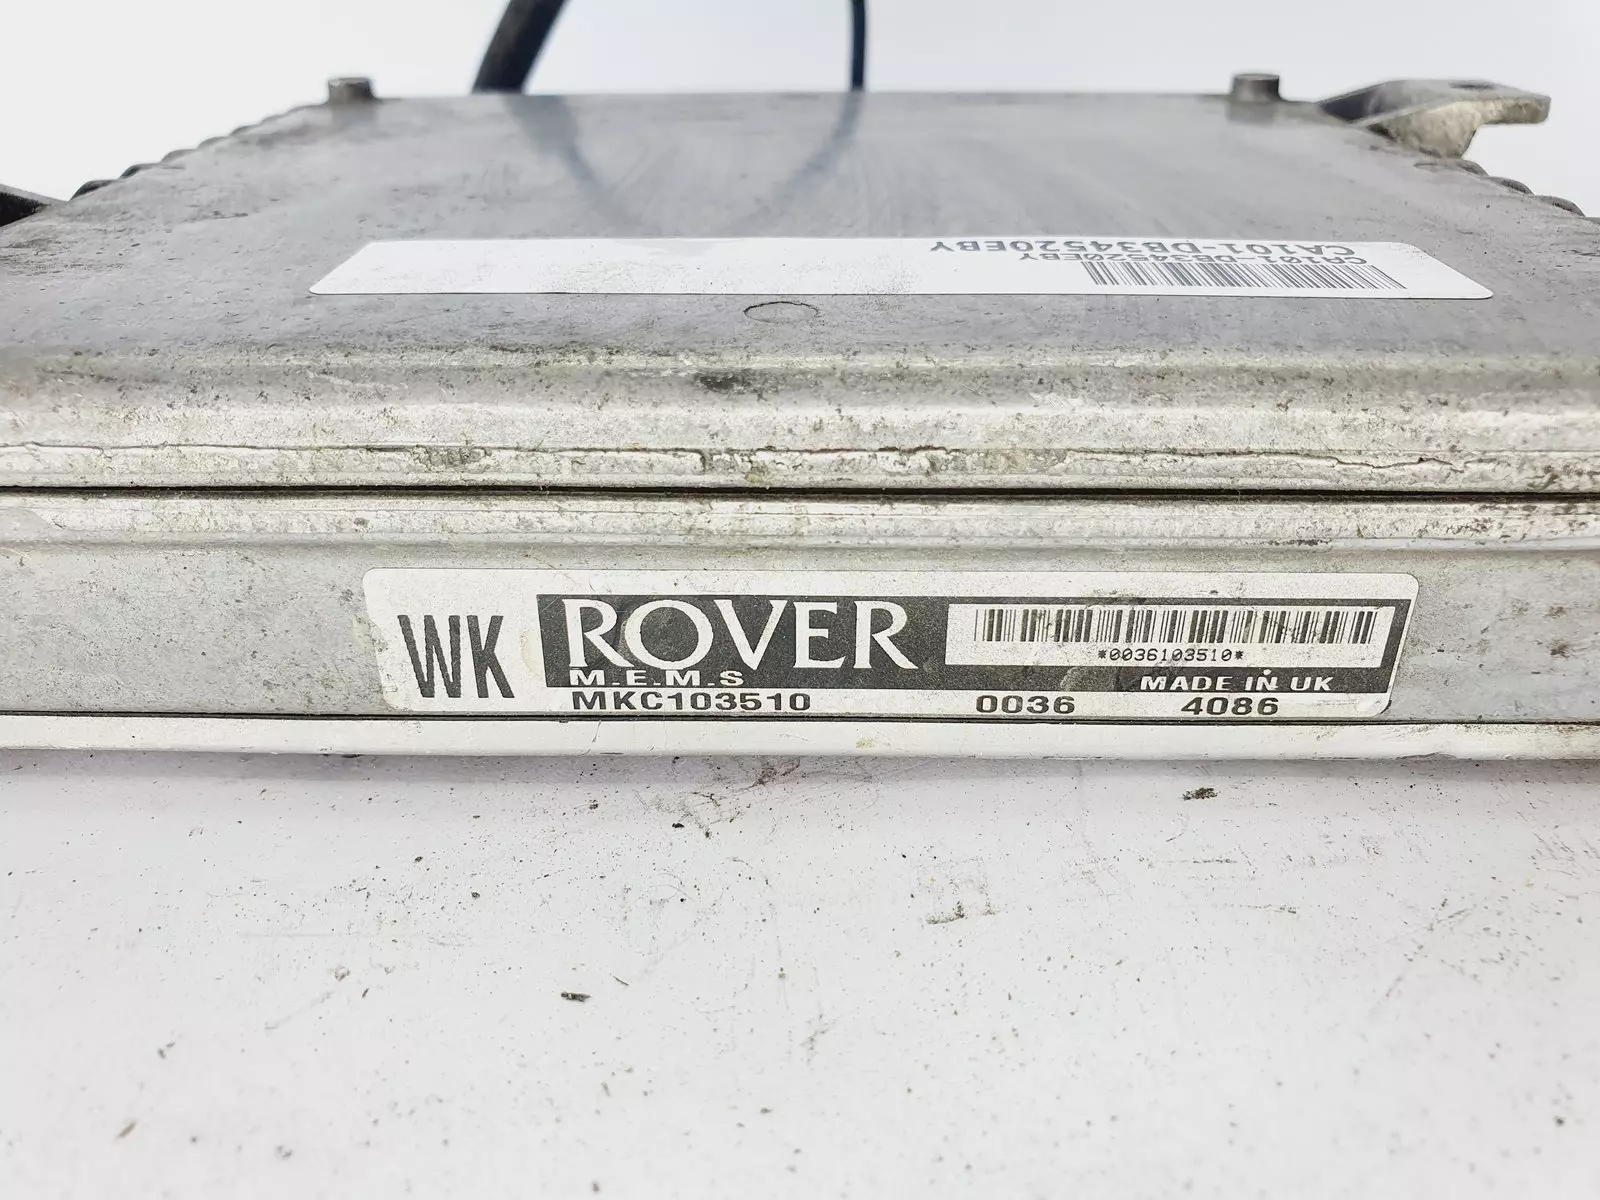 CA101-DB34520EBY
CA101-DB34520EBY
WK
ROVER
M.E.M.S
*0036103510*
MADE IN UK
MKC103510 0036 4086